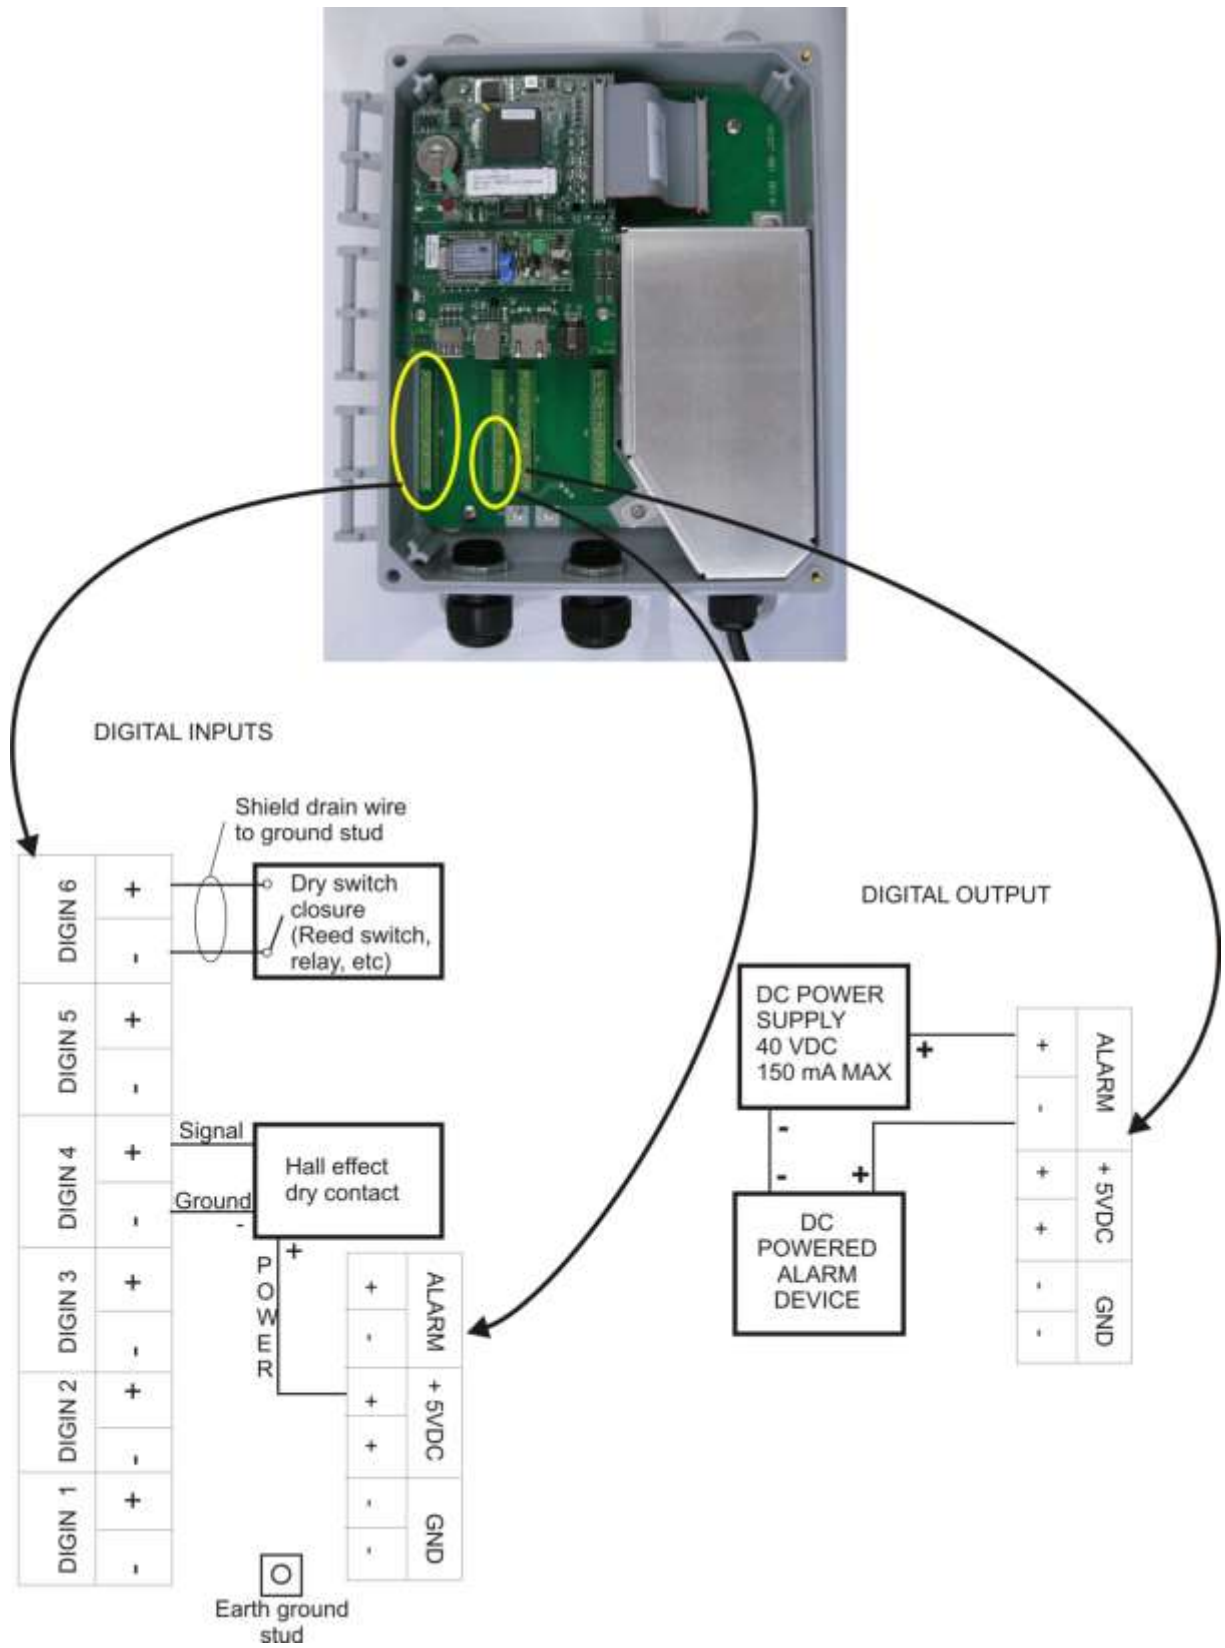 DIGITAL INPUTS
Shield drain wire
to ground stud
DIGIN 6
+
-
Dry switch
closure
(Reed switch,
relay, etc)
DIGIN 5
+
-
DIGIN 4
+
-
Signal
Ground
-
Hall effect
dry contact
+
POWER
DIGIN 3
+
-
DIGIN 2
+
-
DIGIN 1
+
-
ALARM
+
-
+ 5VDC
+
+
GND
-
-
Earth ground
stud
DIGITAL OUTPUT
DC POWER
SUPPLY
40 VDC
150 mA MAX
+
-
-
+
DC
POWERED
ALARM
DEVICE
ALARM
+
-
+ 5VDC
+
+
GND
-
-